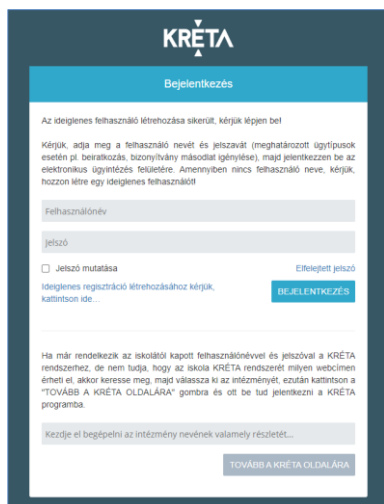 KRÉTA
Bejelentkezés
Az ideiglenes felhasználó létrehozása sikerült, kérjük lépjen be!
Kérjük, adja meg a felhasználó nevét és jelszavát (meghatározott ügytípusok
esetén pl. beiratkozás, bizonyítvány másodlat igénylése), majd jelentkezzen be az
elektronikus ügyintézés felületére. Amennyiben nincs felhasználó neve, kérjük,
hozzon létre egy ideiglenes felhasználót!
Felhasználónév
Jelszó
Jelszó mutatása
Elfelejtett jelszó
Ideiglenes regisztráció létrehozásához kérjük,
kattintson ide...
BEJELENTKEZÉS
Ha már rendelkezik az iskolától kapott felhasználónévvel és jelszóval a KRÉTA
rendszerhez, de nem tudja, hogy az iskola KRÉTA rendszerét milyen webcímen
érheti el, akkor keresse meg, majd válassza ki az intézményét, ezután kattintson a
"TOVÁBB A KRÉTA OLDALÁRA" gombra és ott be tud jelentkezni a KRÉTA
programba.
Kezdje el begépelni az intézmény nevének valamely részletét...
TOVÁBB A KRÉTA OLDALÁRA